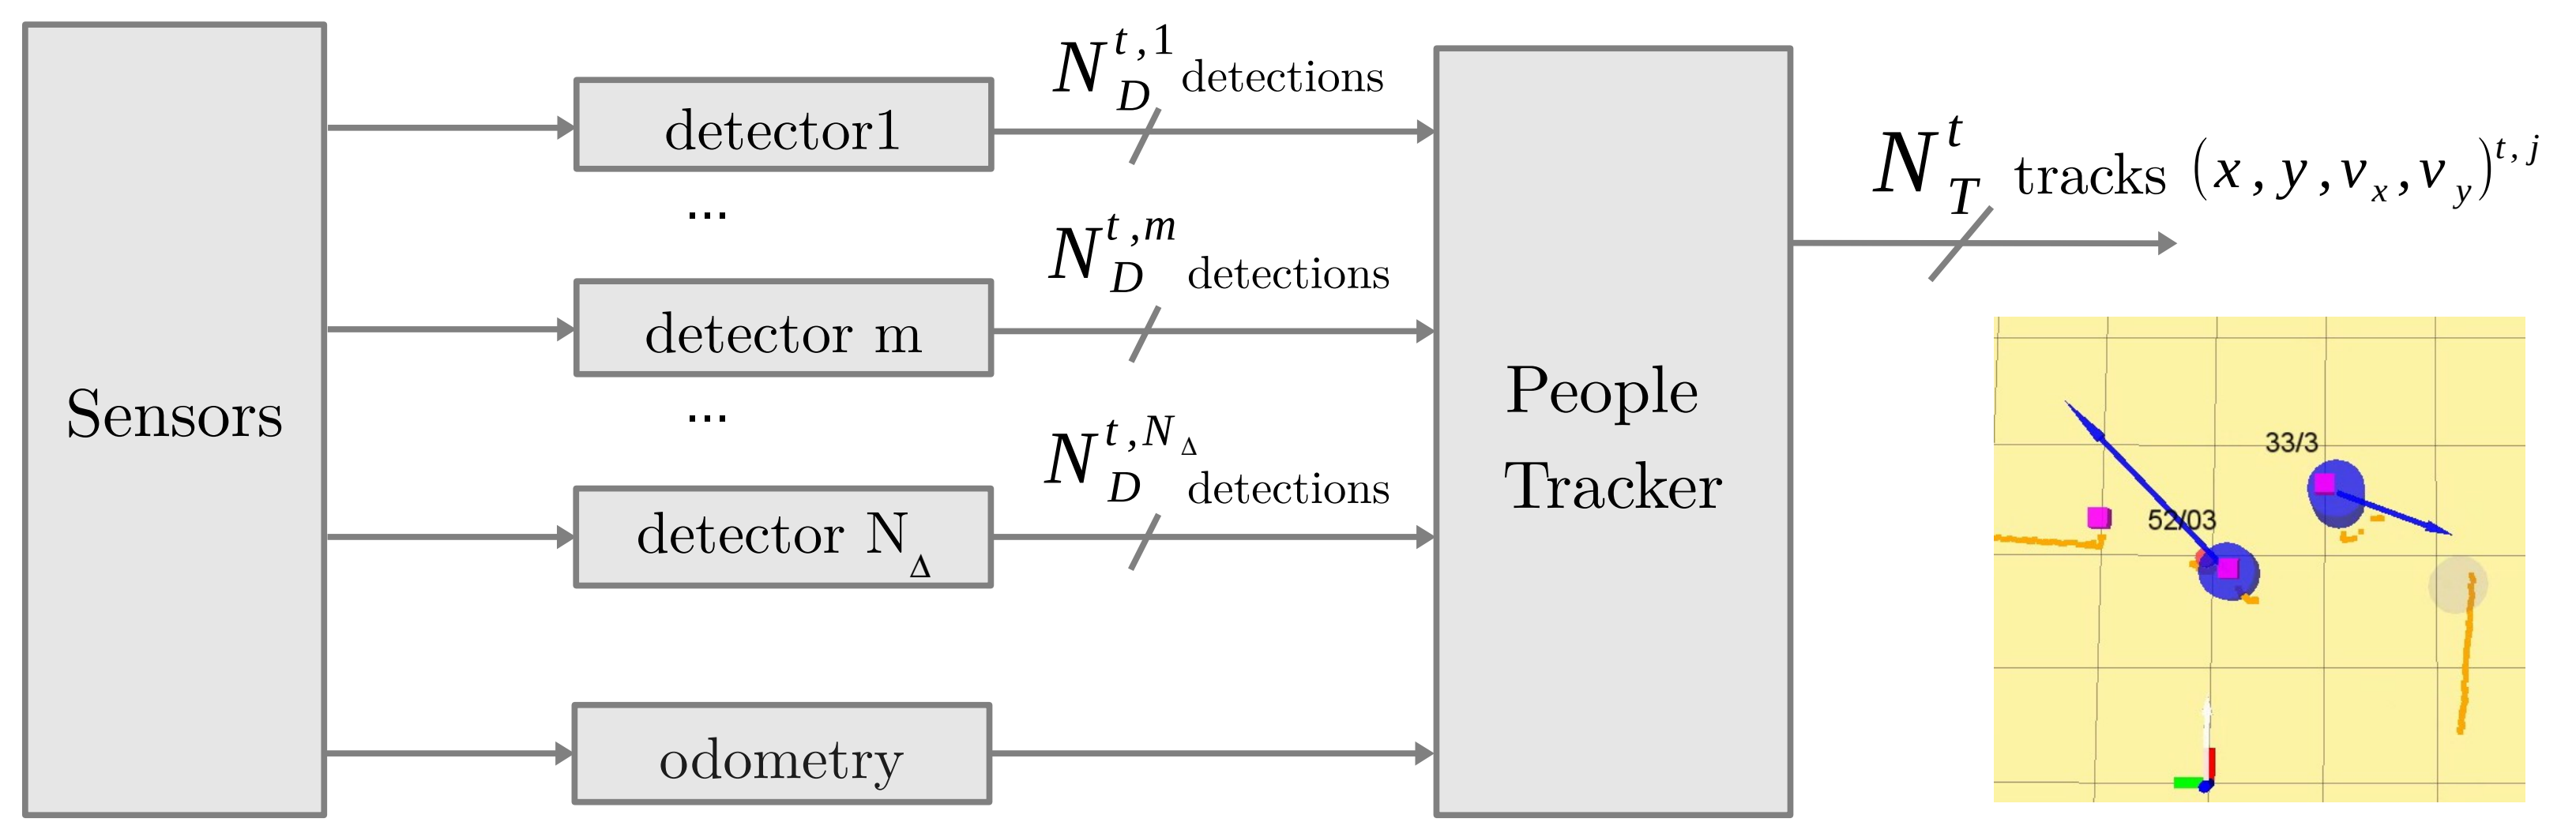 Sensors
detector1
...
detector m
...
detector N_Δ
odometry
N_D^{t,1} detections
N_D^{t,m} detections
N_D^{t,N_Δ} detections
People
Tracker
N_T^t tracks (x, y, v_x, v_y)^{t,j}
33/3
52/03